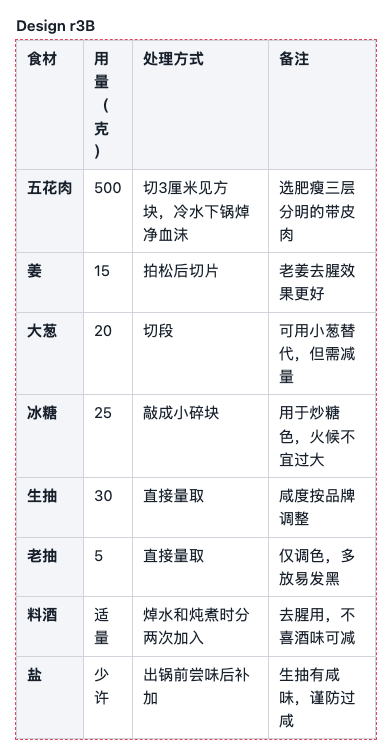 Design r3B
食材
用
量
（
克
）
处理方式
备注
五花肉
500
切3厘米见方
块，冷水下锅焯
净血沫
选肥瘦三层
分明的带皮
肉
姜
15
拍松后切片
老姜去腥效
果更好
大葱
20
切段
可用小葱替
代，但需减
量
冰糖
25
敲成小碎块
用于炒糖
色，火候不
宜过大
生抽
30
直接量取
咸度按品牌
调整
老抽
5
直接量取
仅调色，多
放易发黑
料酒
适
量
焯水和炖煮时分
两次加入
去腥用，不
喜酒味可减
盐
少
许
出锅前尝味后补
加
生抽有咸
味，谨防过
咸